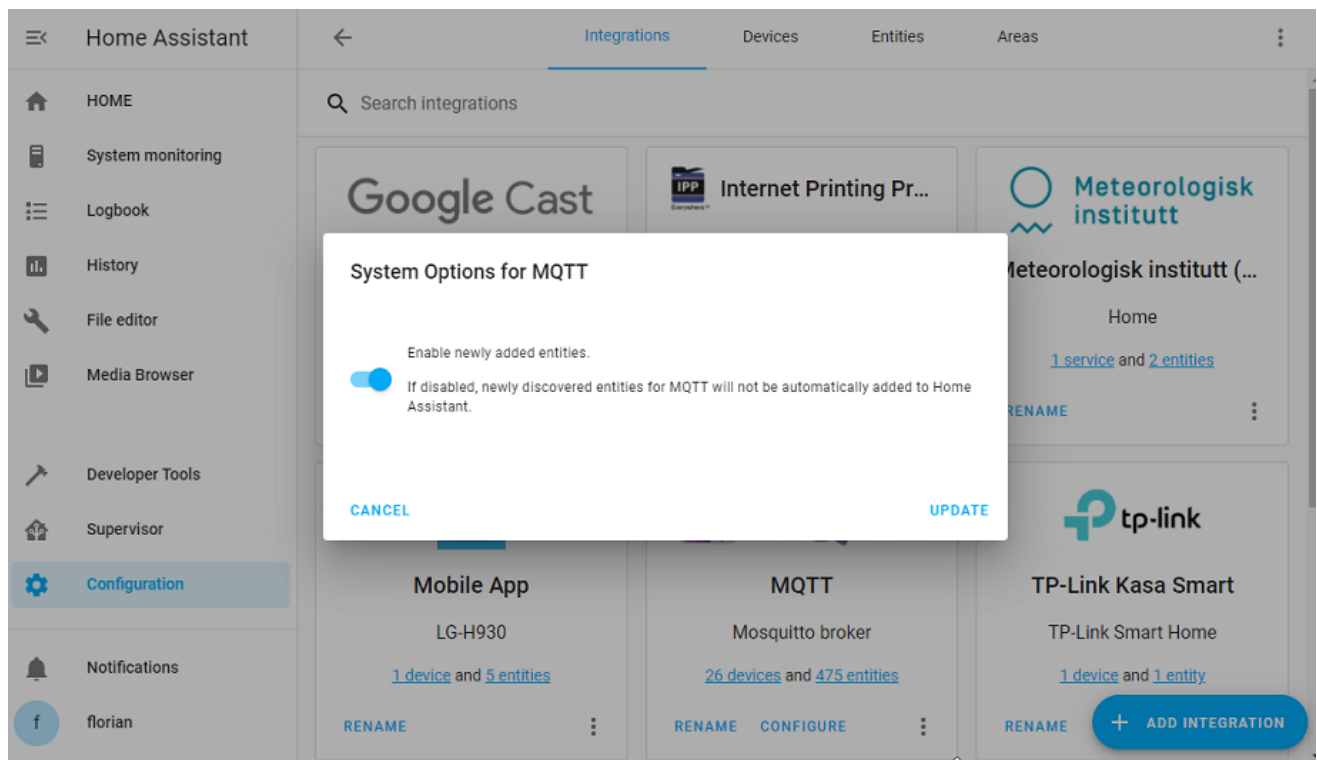 Home Assistant
Integrations
Devices
Entities
Areas
HOME
System monitoring
Logbook
History
File editor
Media Browser
Developer Tools
Supervisor
Configuration
Notifications
f
florian
Search integrations
Google Cast
IPP
Internet Printing Pr...
Meteorologisk
institutt
Meteorologisk institutt (...
Home
1 service and 2 entities
RENAME
System Options for MQTT
Enable newly added entities.
If disabled, newly discovered entities for MQTT will not be automatically added to Home
Assistant.
CANCEL
UPDATE
Mobile App
LG-H930
1 device and 5 entities
RENAME
MQTT
Mosquitto broker
26 devices and 475 entities
RENAME
CONFIGURE
tp-link
TP-Link Kasa Smart
TP-Link Smart Home
1 device and 1 entity
RENAME
ADD INTEGRATION